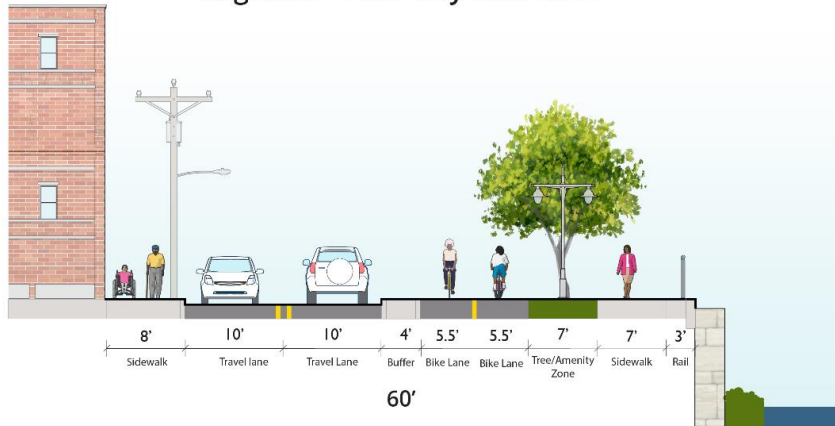 8' 10' 10' 4' 5.5' 5.5' 7' 7' 3'
Sidewalk Travel lane Travel Lane Buffer Bike Lane Bike Lane Tree/Amenity Zone Sidewalk Rail
60'